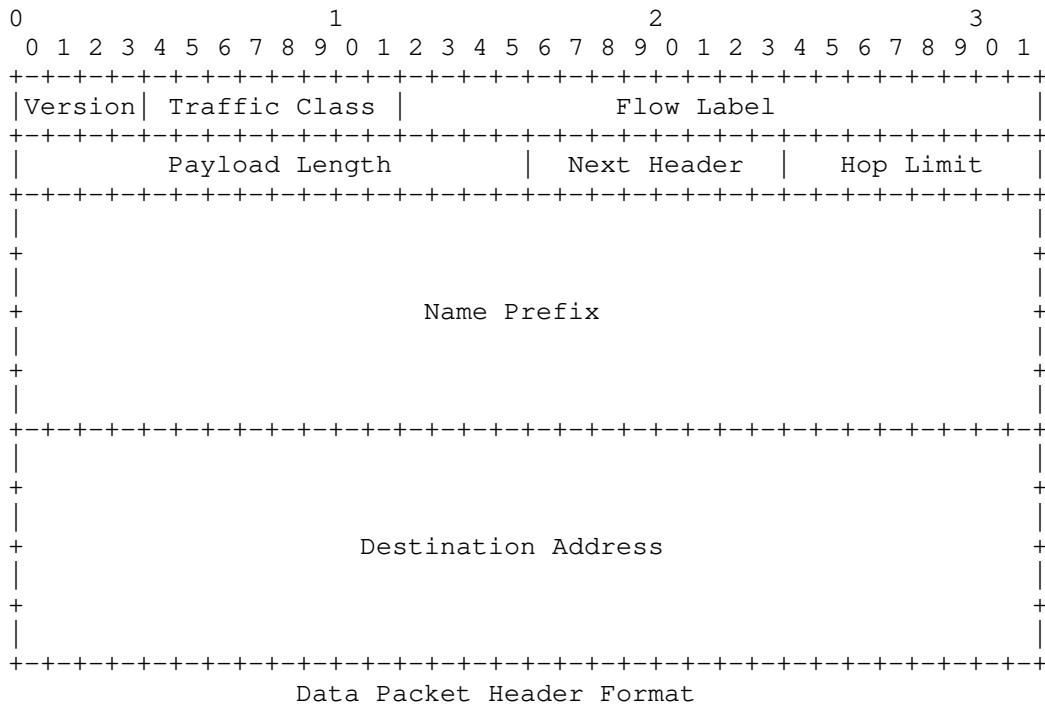 0                   1                   2                   3
 0 1 2 3 4 5 6 7 8 9 0 1 2 3 4 5 6 7 8 9 0 1 2 3 4 5 6 7 8 9 0 1
+-+-+-+-+-+-+-+-+-+-+-+-+-+-+-+-+-+-+-+-+-+-+-+-+-+-+-+-+-+-+-+-+
|Version| Traffic Class |              Flow Label               |
+-+-+-+-+-+-+-+-+-+-+-+-+-+-+-+-+-+-+-+-+-+-+-+-+-+-+-+-+-+-+-+-+
|         Payload Length        |  Next Header  |   Hop Limit   |
+-+-+-+-+-+-+-+-+-+-+-+-+-+-+-+-+-+-+-+-+-+-+-+-+-+-+-+-+-+-+-+-+
|                                                               |
+                                                               +
|                                                               |
+                         Name Prefix                           +
|                                                               |
+                                                               +
|                                                               |
+-+-+-+-+-+-+-+-+-+-+-+-+-+-+-+-+-+-+-+-+-+-+-+-+-+-+-+-+-+-+-+-+
|                                                               |
+                                                               +
|                                                               |
+                     Destination Address                       +
|                                                               |
+                                                               +
|                                                               |
+-+-+-+-+-+-+-+-+-+-+-+-+-+-+-+-+-+-+-+-+-+-+-+-+-+-+-+-+-+-+-+-+
                  Data Packet Header Format